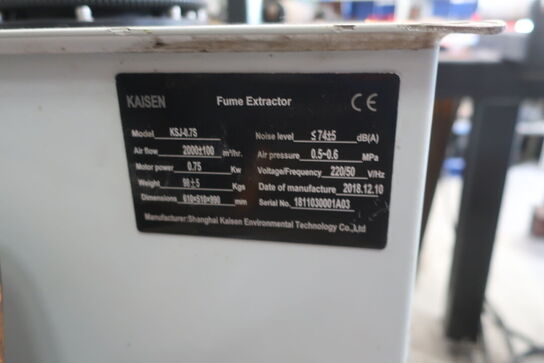 KAISEN Fume Extractor CE
Model KSJ-0.7S Noise level ≤74±5 dB(A)
Air flow 2000±100 m³/hr. Air pressure 0.5~0.6 MPa
Motor power 0.75 Kw Voltage/Frequency 220/50 V/Hz
Weight 98±5 Kgs Date of manufacture 2018.12.10
Dimensions 610×510×990 mm Serial No. 1811030001A03
Manufacturer:Shanghai Kaisen Environmental Technology Co.,Ltd